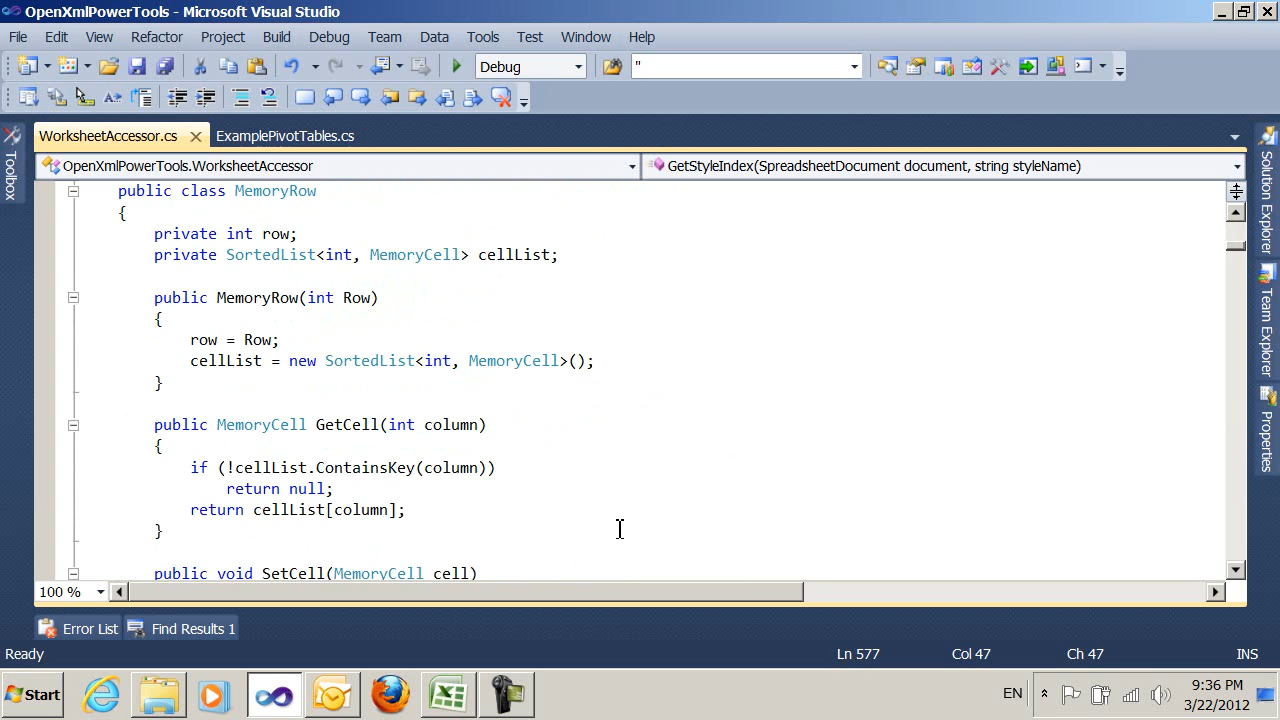 OpenXmlPowerTools - Microsoft Visual Studio
File Edit View Refactor Project Build Debug Team Data Tools Test Window Help
Debug "
WorksheetAccessor.cs ExamplePivotTables.cs
OpenXmlPowerTools.WorksheetAccessor GetStyleIndex(SpreadsheetDocument document, string styleName)
Toolbox
public class MemoryRow
{
private int row;
private SortedList<int, MemoryCell> cellList;
public MemoryRow(int Row)
{
row = Row;
cellList = new SortedList<int, MemoryCell>();
}
public MemoryCell GetCell(int column)
{
if (!cellList.ContainsKey(column))
return null;
return cellList[column];
}
public void SetCell(MemoryCell cell)
Solution Explorer
Team Explorer
Properties
100 %
Error List Find Results 1
Ready Ln 577 Col 47 Ch 47 INS
Start EN 9:36 PM
3/22/2012